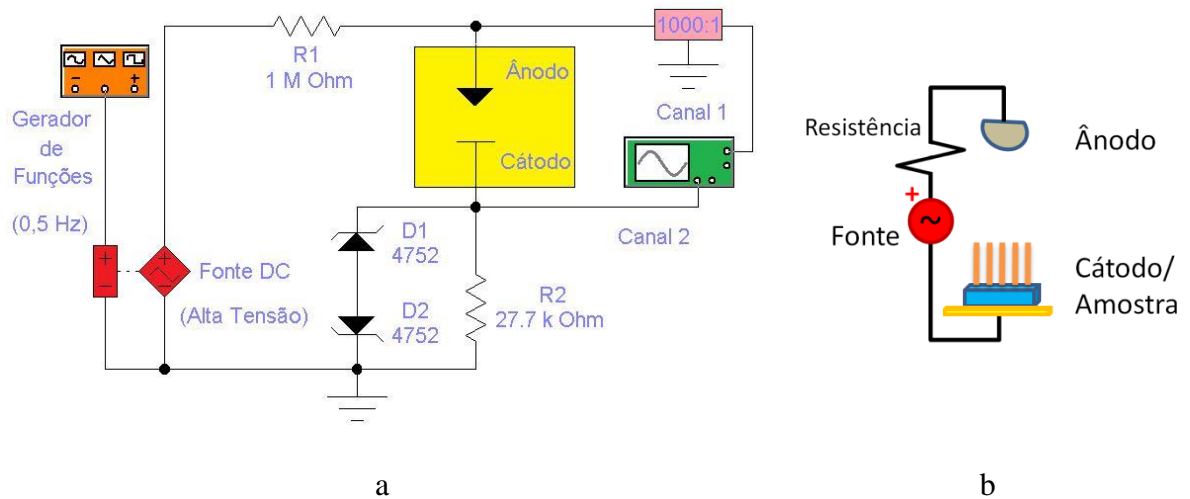 R1
1 M Ohm
1000:1
Ânodo
Cátodo
Canal 1
Canal 2
Gerador
de
Funções
(0,5 Hz)
Fonte DC
(Alta Tensão)
D1
4752
D2
4752
R2
27.7 k Ohm
a
Resistência
Ânodo
+
Fonte
Cátodo/
Amostra
b